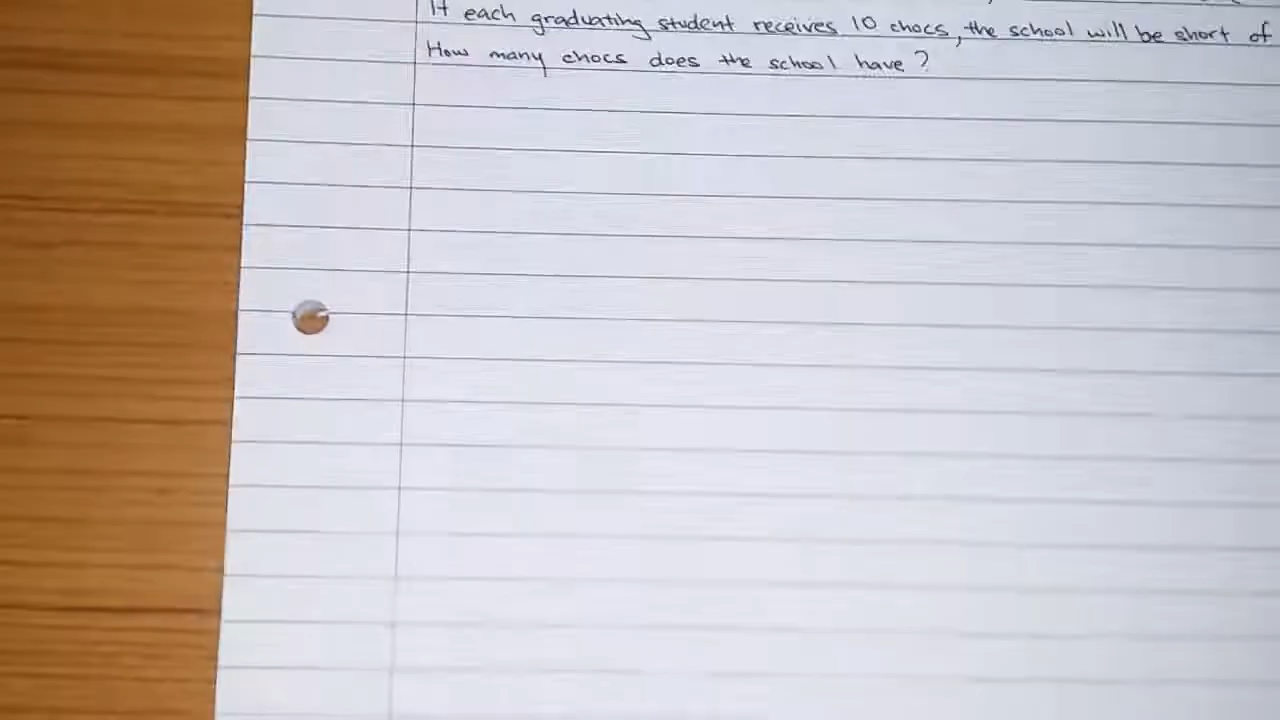 If each graduating student receives 10 chocs, the school will be short of
How many chocs does the school have?